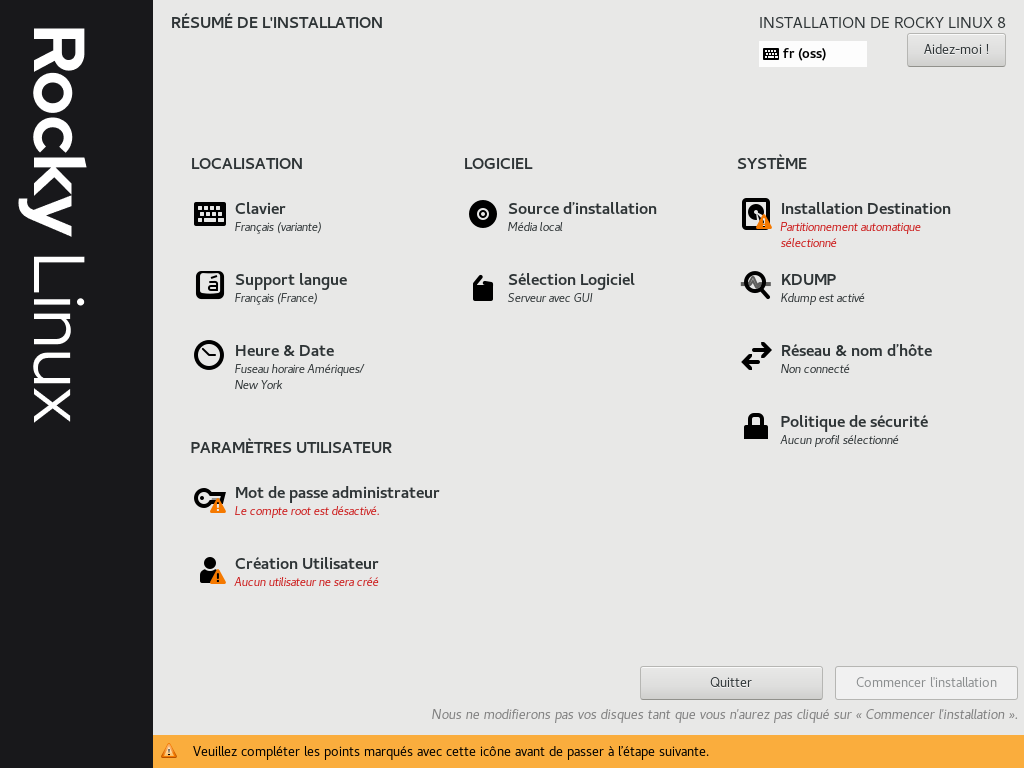 Rocky Linux
RÉSUMÉ DE L'INSTALLATION
INSTALLATION DE ROCKY LINUX 8
fr (oss)
Aidez-moi !
LOCALISATION
Clavier
Français (variante)
Support langue
Français (France)
Heure & Date
Fuseau horaire Amériques/
New York
LOGICIEL
Source d'installation
Média local
Sélection Logiciel
Serveur avec GUI
SYSTÈME
Installation Destination
Partitionnement automatique
sélectionné
KDUMP
Kdump est activé
Réseau & nom d'hôte
Non connecté
Politique de sécurité
Aucun profil sélectionné
PARAMÈTRES UTILISATEUR
Mot de passe administrateur
Le compte root est désactivé.
Création Utilisateur
Aucun utilisateur ne sera créé
Quitter
Commencer l'installation
Nous ne modifierons pas vos disques tant que vous n'aurez pas cliqué sur « Commencer l'installation ».
Veuillez compléter les points marqués avec cette icône avant de passer à l'étape suivante.